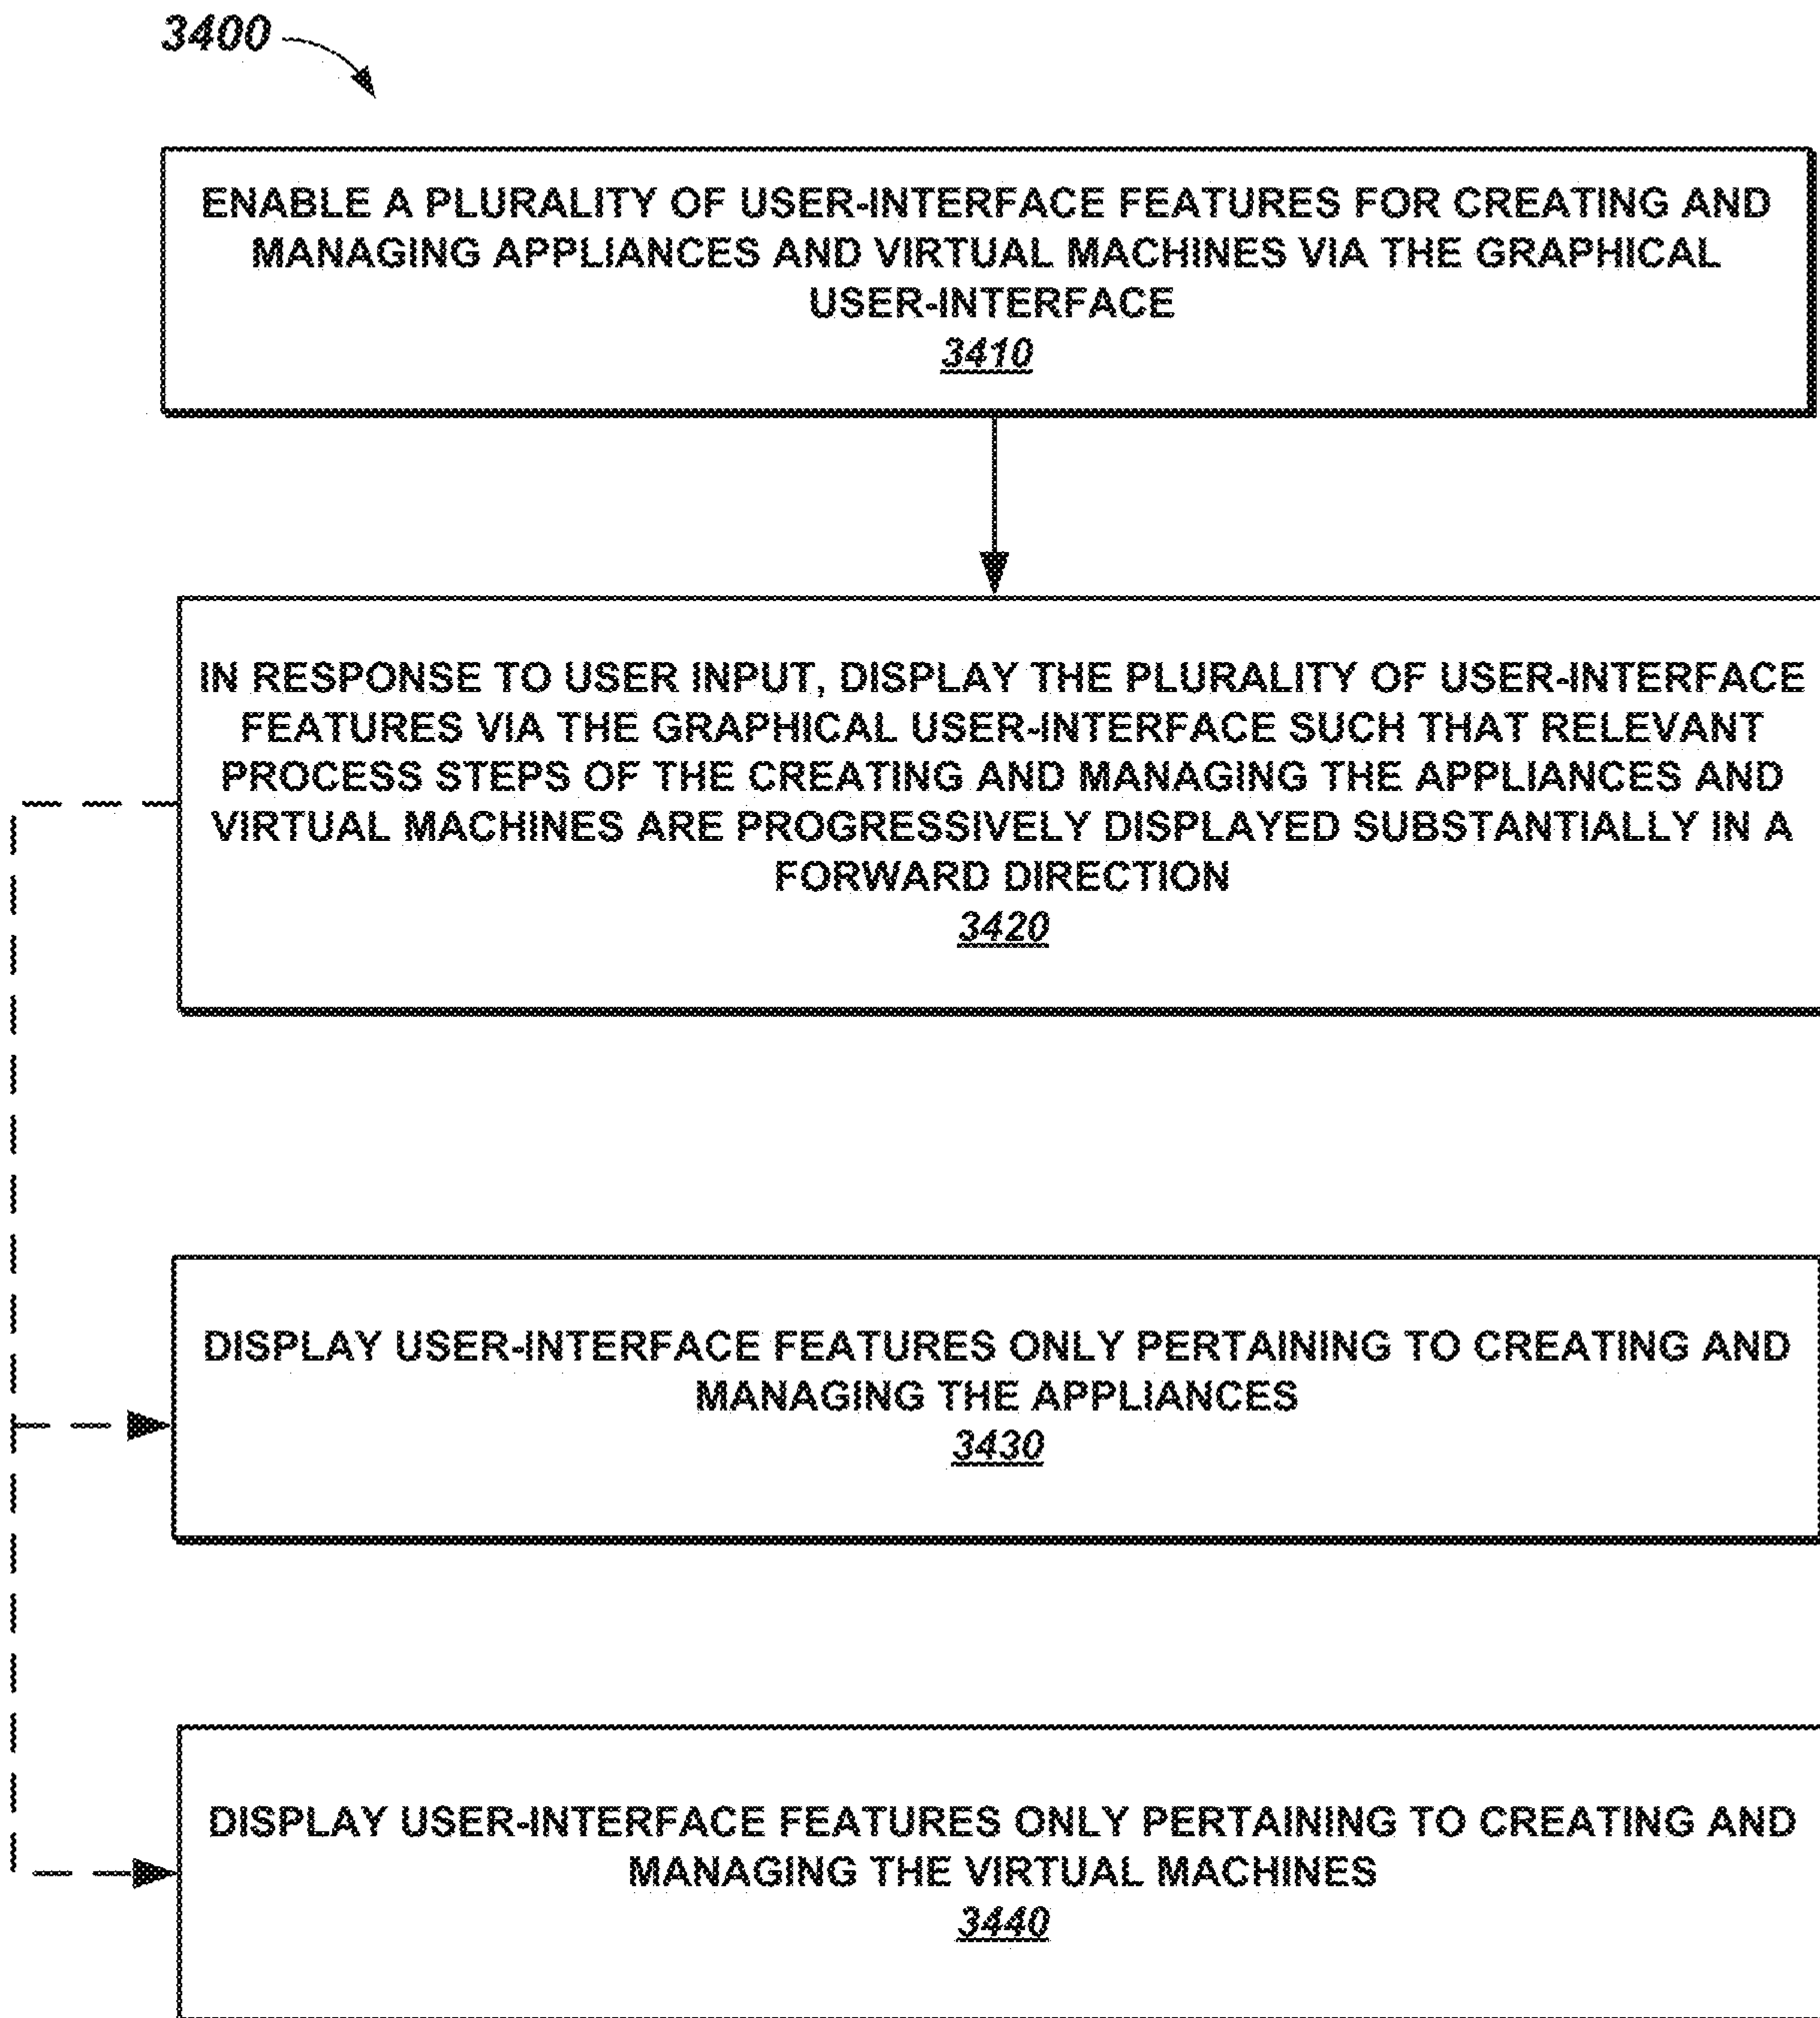 3400
ENABLE A PLURALITY OF USER-INTERFACE FEATURES FOR CREATING AND
MANAGING APPLIANCES AND VIRTUAL MACHINES VIA THE GRAPHICAL
USER-INTERFACE
3410
IN RESPONSE TO USER INPUT, DISPLAY THE PLURALITY OF USER-INTERFACE
FEATURES VIA THE GRAPHICAL USER-INTERFACE SUCH THAT RELEVANT
PROCESS STEPS OF THE CREATING AND MANAGING THE APPLIANCES AND
VIRTUAL MACHINES ARE PROGRESSIVELY DISPLAYED SUBSTANTIALLY IN A
FORWARD DIRECTION
3420
DISPLAY USER-INTERFACE FEATURES ONLY PERTAINING TO CREATING AND
MANAGING THE APPLIANCES
3430
DISPLAY USER-INTERFACE FEATURES ONLY PERTAINING TO CREATING AND
MANAGING THE VIRTUAL MACHINES
3440